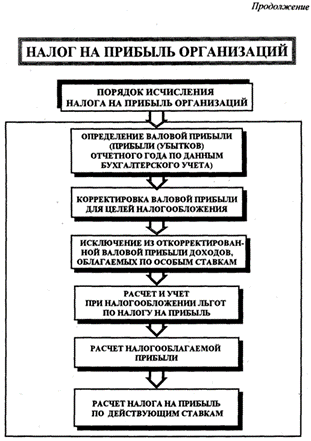 Продолжение
НАЛОГ НА ПРИБЫЛЬ ОРГАНИЗАЦИЙ
ПОРЯДОК ИСЧИСЛЕНИЯ
НАЛОГА НА ПРИБЫЛЬ ОРГАНИЗАЦИЙ
ОПРЕДЕЛЕНИЕ ВАЛОВОЙ ПРИБЫЛИ
(ПРИБЫЛИ (УБЫТКОВ)
ОТЧЕТНОГО ГОДА ПО ДАННЫМ
БУХГАЛТЕРСКОГО УЧЕТА)
КОРРЕКТИРОВКА ВАЛОВОЙ ПРИБЫЛИ
ДЛЯ ЦЕЛЕЙ НАЛОГООБЛОЖЕНИЯ
ИСКЛЮЧЕНИЕ ИЗ ОТКОРРЕКТИРОВАН-
НОЙ ВАЛОВОЙ ПРИБЫЛИ ДОХОДОВ,
ОБЛАГАЕМЫХ ПО ОСОБЫМ СТАВКАМ
РАСЧЕТ И УЧЕТ
ПРИ НАЛОГООБЛОЖЕНИИ ЛЬГОТ
ПО НАЛОГУ НА ПРИБЫЛЬ
РАСЧЕТ НАЛОГООБЛАГАЕМОЙ
ПРИБЫЛИ
РАСЧЕТ НАЛОГА НА ПРИБЫЛЬ
ПО ДЕЙСТВУЮЩИМ СТАВКАМ